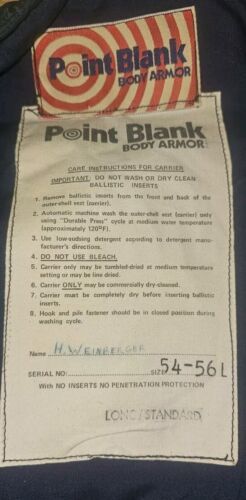 Point Blank
BODY ARMOR
Point Blank
BODY ARMOR
CARE INSTRUCTIONS FOR CARRIER
IMPORTANT: DO NOT WASH OR DRY CLEAN
BALLISTIC INSERTS
1. Remove ballistic inserts from the front and back of the
outer-shell vest (carrier).
2. Automatic machine wash the outer-shell vest (carrier) only
using "Durable Press" cycle at medium water temperature
(approximately 120°F).
3. Use low-sudsing detergent according to detergent manu-
facturer's directions.
4. DO NOT USE BLEACH.
5. Carrier only may be tumbled-dried at medium temperature
setting or may be line dried.
6. Carrier ONLY may be commercially dry-cleaned.
7. Carrier must be completely dry before inserting ballistic
inserts.
8. Hook and pile fastener should be in closed position during
washing cycle.
Name H. WEINBERGER
SERIAL NO: SIZE 54-56 L
With NO INSERTS NO PENETRATION PROTECTION
LONG/STANDARD